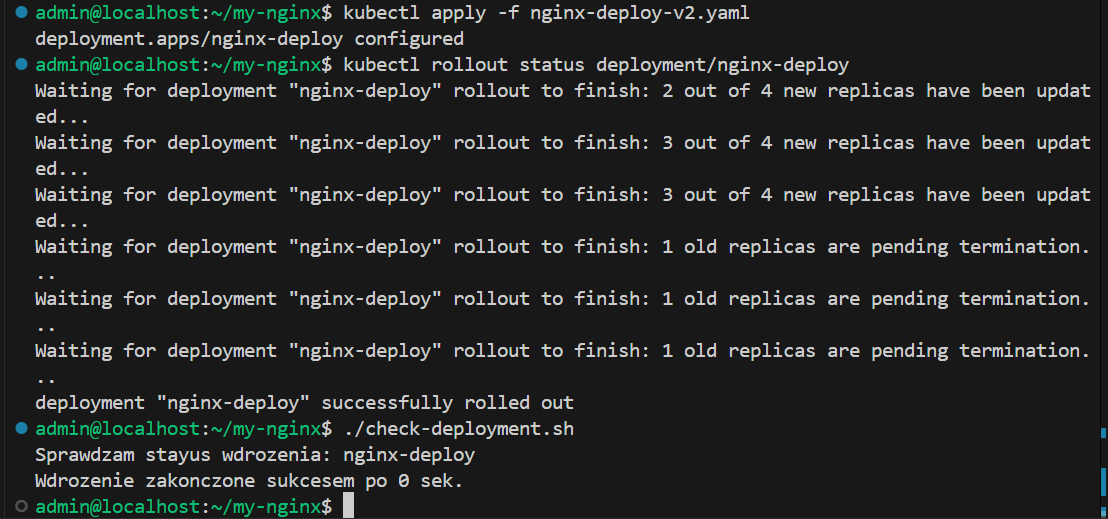 admin@localhost:~/my-nginx$ kubectl apply -f nginx-deploy-v2.yaml
deployment.apps/nginx-deploy configured
admin@localhost:~/my-nginx$ kubectl rollout status deployment/nginx-deploy
Waiting for deployment "nginx-deploy" rollout to finish: 2 out of 4 new replicas have been updat
ed...
Waiting for deployment "nginx-deploy" rollout to finish: 3 out of 4 new replicas have been updat
ed...
Waiting for deployment "nginx-deploy" rollout to finish: 3 out of 4 new replicas have been updat
ed...
Waiting for deployment "nginx-deploy" rollout to finish: 1 old replicas are pending termination.
..
Waiting for deployment "nginx-deploy" rollout to finish: 1 old replicas are pending termination.
..
Waiting for deployment "nginx-deploy" rollout to finish: 1 old replicas are pending termination.
..
deployment "nginx-deploy" successfully rolled out
admin@localhost:~/my-nginx$ ./check-deployment.sh
Sprawdzam stayus wdrozenia: nginx-deploy
Wdrozenie zakonczone sukcesem po 0 sek.
admin@localhost:~/my-nginx$